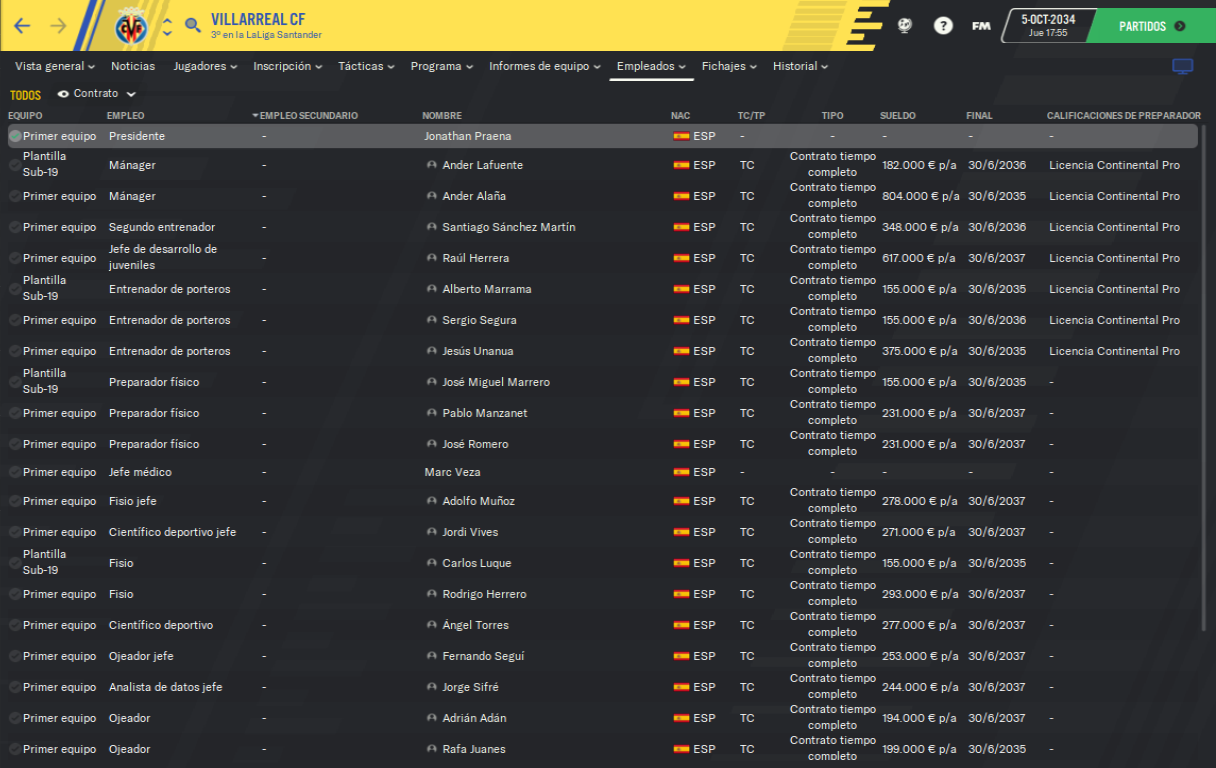 VILLARREAL CF
3º en la LaLiga Santander
? FM 5-OCT-2034
Jue 17:55
PARTIDOS
Vista general Noticias Jugadores Inscripción Tácticas Programa Informes de equipo Empleados Fichajes Historial
TODOS Contrato
EQUIPO EMPLEO EMPLEO SECUNDARIO NOMBRE NAC TC/TP TIPO SUELDO FINAL CALIFICACIONES DE PREPARADOR
Primer equipo Presidente - Jonathan Praena ESP - - - - -
Plantilla Sub-19 Mánager - Ander Lafuente ESP TC Contrato tiempo completo 182.000 € p/a 30/6/2036 Licencia Continental Pro
Primer equipo Mánager - Ander Alaña ESP TC Contrato tiempo completo 804.000 € p/a 30/6/2035 Licencia Continental Pro
Primer equipo Segundo entrenador - Santiago Sánchez Martín ESP TC Contrato tiempo completo 348.000 € p/a 30/6/2036 Licencia Continental Pro
Primer equipo Jefe de desarrollo de juveniles - Raúl Herrera ESP TC Contrato tiempo completo 617.000 € p/a 30/6/2037 Licencia Continental Pro
Plantilla Sub-19 Entrenador de porteros - Alberto Marrama ESP TC Contrato tiempo completo 155.000 € p/a 30/6/2035 Licencia Continental Pro
Primer equipo Entrenador de porteros - Sergio Segura ESP TC Contrato tiempo completo 155.000 € p/a 30/6/2036 Licencia Continental Pro
Primer equipo Entrenador de porteros - Jesús Unanua ESP TC Contrato tiempo completo 375.000 € p/a 30/6/2035 Licencia Continental Pro
Plantilla Sub-19 Preparador físico - José Miguel Marrero ESP TC Contrato tiempo completo 155.000 € p/a 30/6/2035 -
Primer equipo Preparador físico - Pablo Manzanet ESP TC Contrato tiempo completo 231.000 € p/a 30/6/2037 -
Primer equipo Preparador físico - José Romero ESP TC Contrato tiempo completo 231.000 € p/a 30/6/2037 -
Primer equipo Jefe médico - Marc Veza ESP - - - - -
Primer equipo Fisio jefe - Adolfo Muñoz ESP TC Contrato tiempo completo 278.000 € p/a 30/6/2037 -
Primer equipo Científico deportivo jefe - Jordi Vives ESP TC Contrato tiempo completo 271.000 € p/a 30/6/2037 -
Plantilla Sub-19 Fisio - Carlos Luque ESP TC Contrato tiempo completo 155.000 € p/a 30/6/2035 -
Primer equipo Fisio - Rodrigo Herrero ESP TC Contrato tiempo completo 293.000 € p/a 30/6/2037 -
Primer equipo Científico deportivo - Ángel Torres ESP TC Contrato tiempo completo 277.000 € p/a 30/6/2037 -
Primer equipo Ojeador jefe - Fernando Seguí ESP TC Contrato tiempo completo 253.000 € p/a 30/6/2037 -
Primer equipo Analista de datos jefe - Jorge Sifré ESP TC Contrato tiempo completo 244.000 € p/a 30/6/2037 -
Primer equipo Ojeador - Adrián Adán ESP TC Contrato tiempo completo 194.000 € p/a 30/6/2037 -
Primer equipo Ojeador - Rafa Juanes ESP TC Contrato tiempo completo 199.000 € p/a 30/6/2035 -